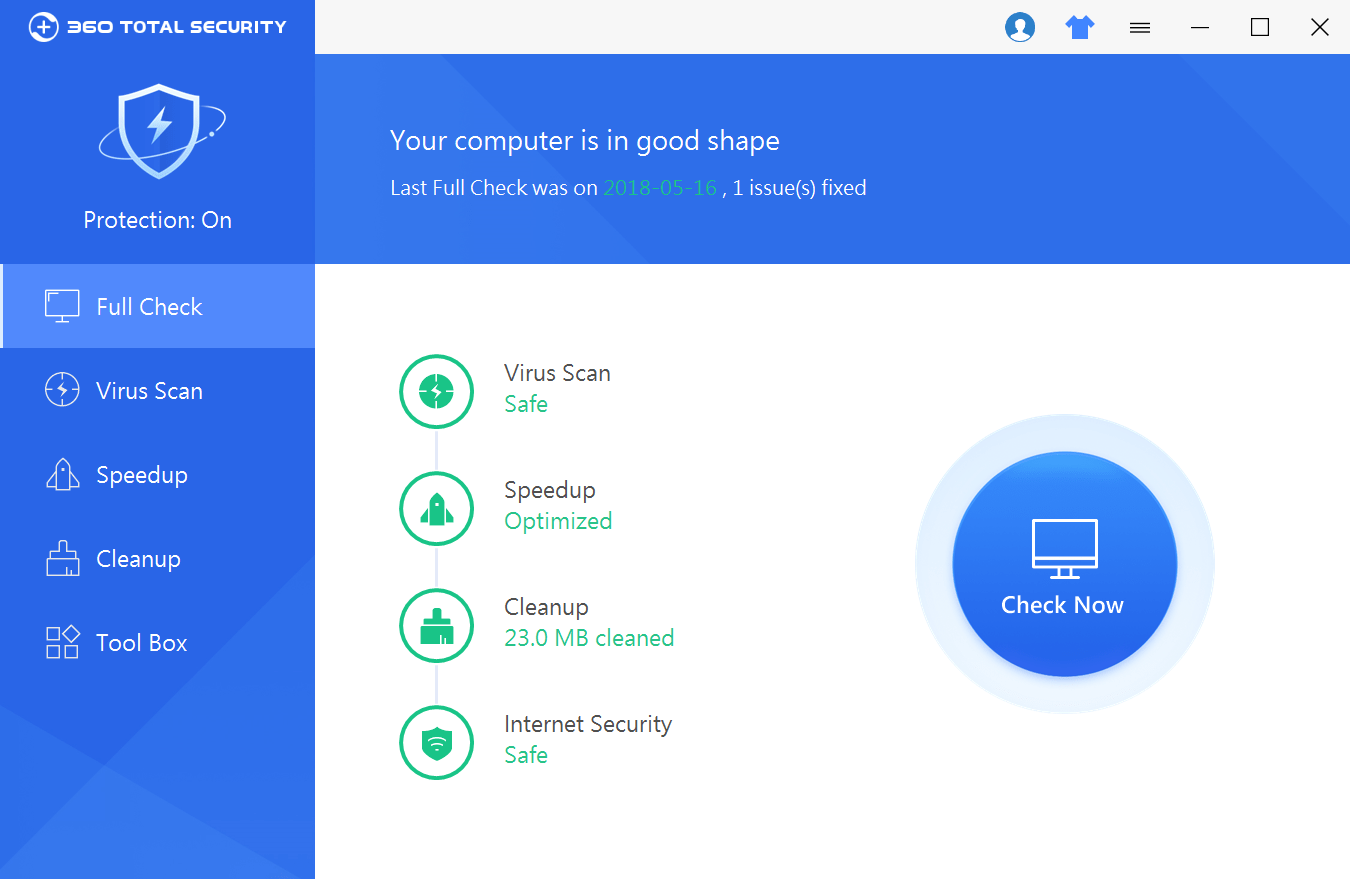 360 TOTAL SECURITY
Protection: On
Full Check
Virus Scan
Speedup
Cleanup
Tool Box
Your computer is in good shape
Last Full Check was on 2018-05-16 , 1 issue(s) fixed
Virus Scan
Safe
Speedup
Optimized
Cleanup
23.0 MB cleaned
Internet Security
Safe
Check Now